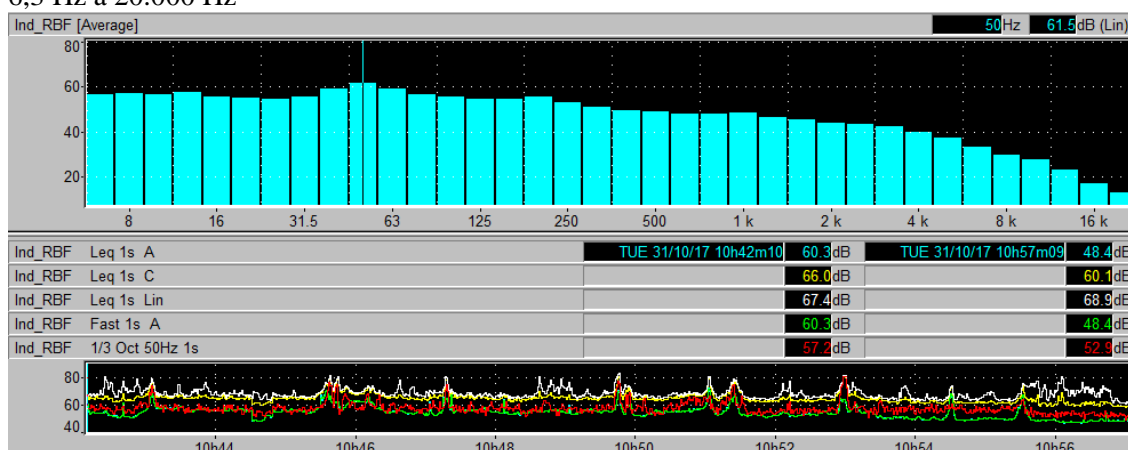 6,3 Hz a 20.000 Hz
Ind_RBF [Average] 50Hz 61.5dB (Lin)
80
60
40
20
8 16 31.5 63 125 250 500 1 k 2 k 4 k 8 k 16 k
Ind_RBF Leq 1s A TUE 31/10/17 10h42m10 60.3dB TUE 31/10/17 10h57m09 48.4dB
Ind_RBF Leq 1s C 66.0dB 60.1dB
Ind_RBF Leq 1s Lin 67.4dB 68.9dB
Ind_RBF Fast 1s A 60.3dB 48.4dB
Ind_RBF 1/3 Oct 50Hz 1s 57.2dB 52.9dB
80
60
40
10h44 10h46 10h48 10h50 10h52 10h54 10h56